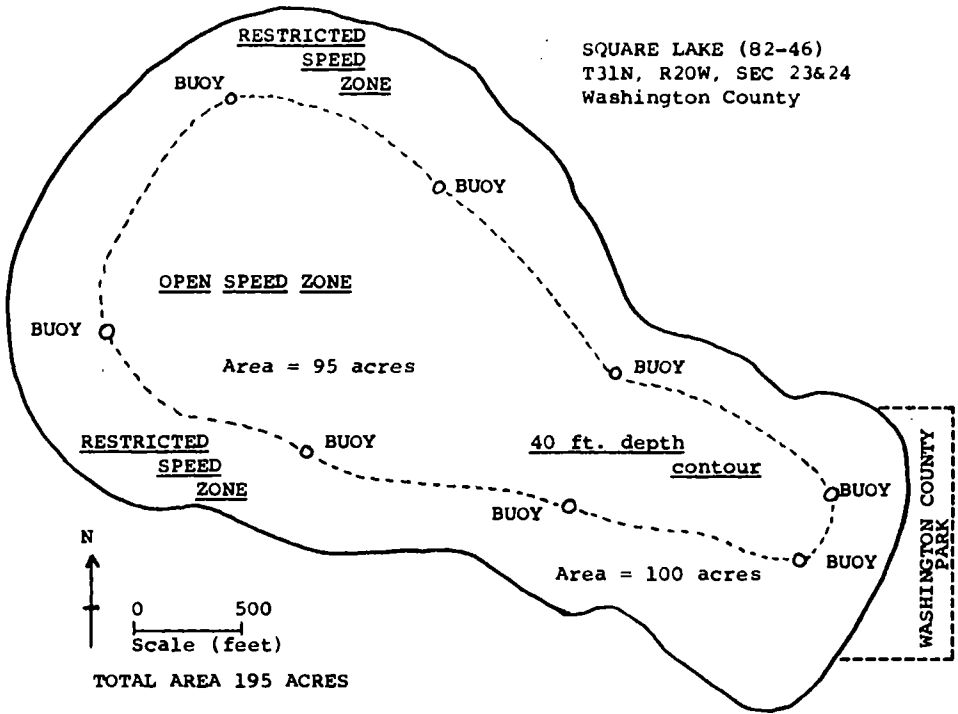 RESTRICTED
SPEED
ZONE
SQUARE LAKE (82-46)
T31N, R20W, SEC 23&24
Washington County
BUOY
BUOY
OPEN SPEED ZONE
BUOY
Area = 95 acres
BUOY
RESTRICTED
SPEED
ZONE
BUOY
40 ft. depth
contour
BUOY
BUOY
BUOY
Area = 100 acres
WASHINGTON COUNTY
PARK
N
0 500
Scale (feet)
TOTAL AREA 195 ACRES